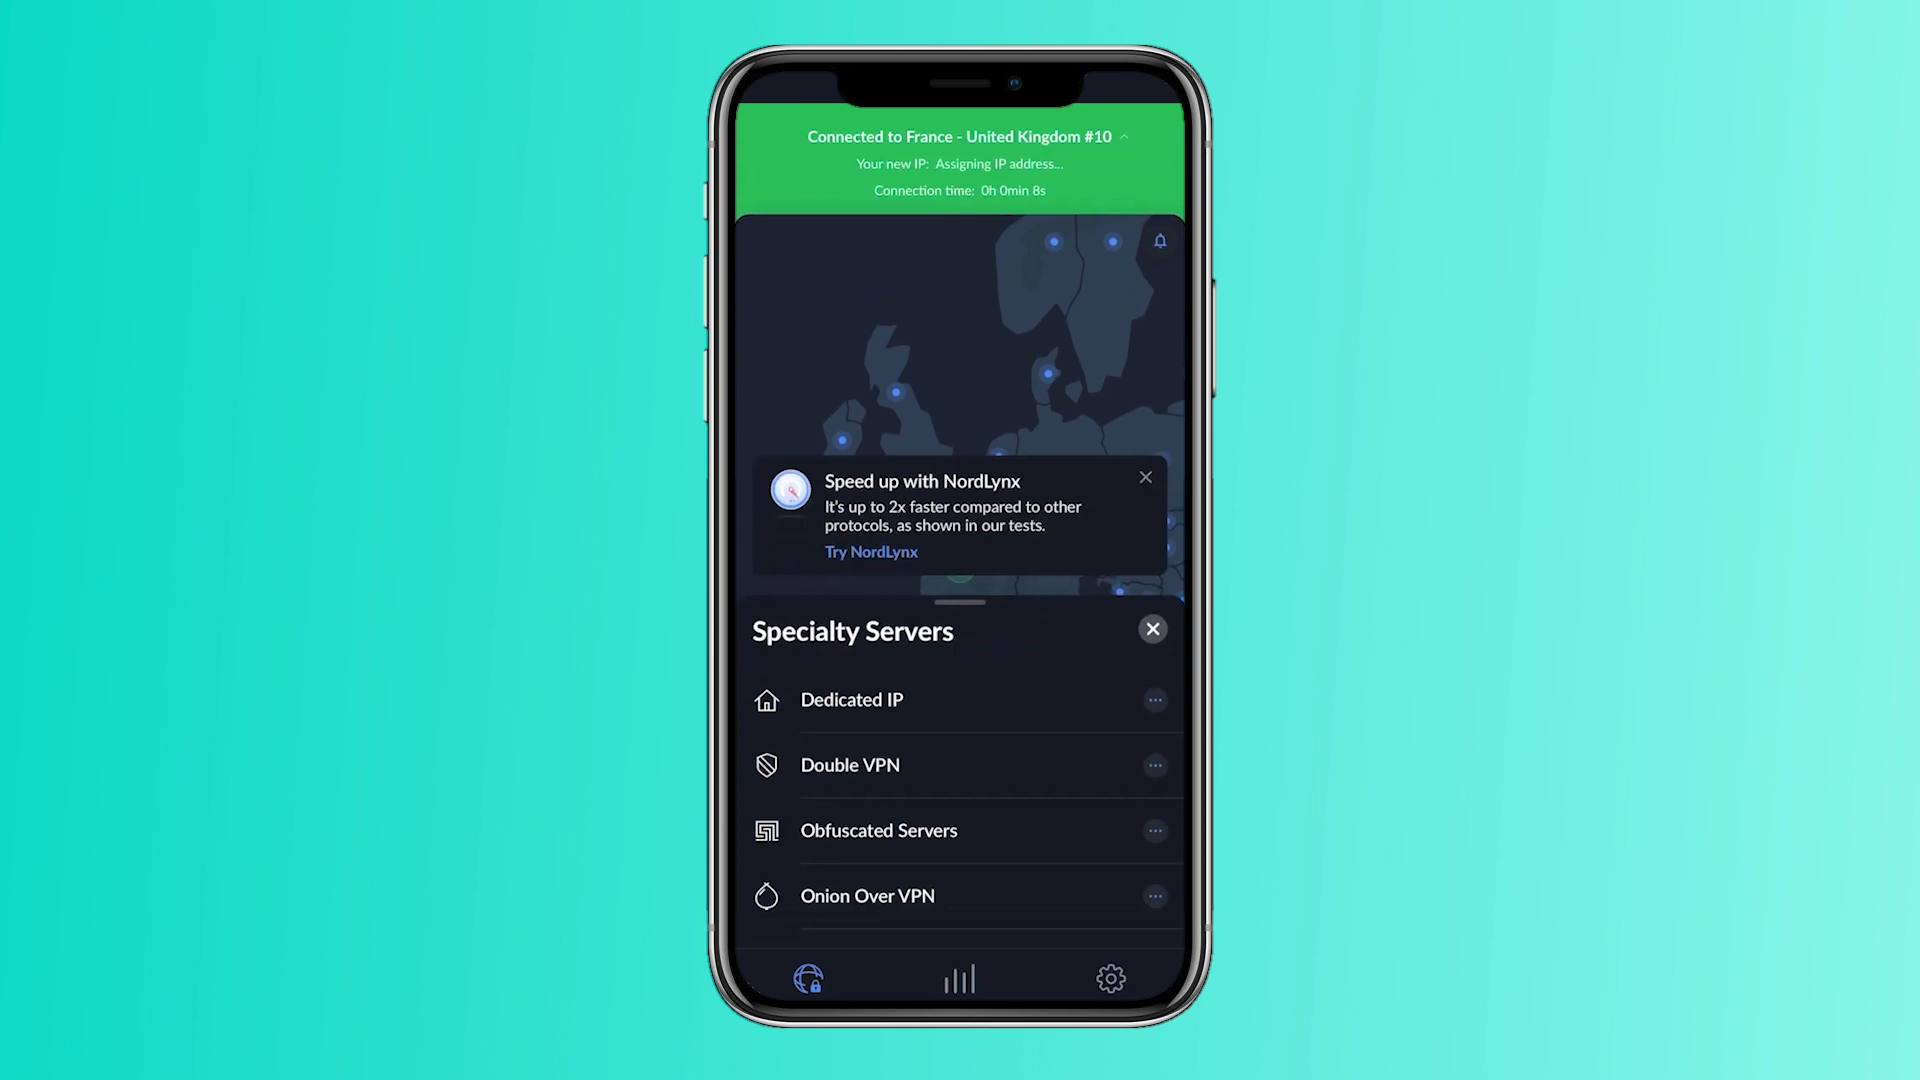 Connected to France - United Kingdom #10
Your new IP: Assigning IP address...
Connection time: 0h 0min 8s
Speed up with NordLynx
It's up to 2x faster compared to other
protocols, as shown in our tests.
Try NordLynx
Specialty Servers
Dedicated IP
Double VPN
Obfuscated Servers
Onion Over VPN